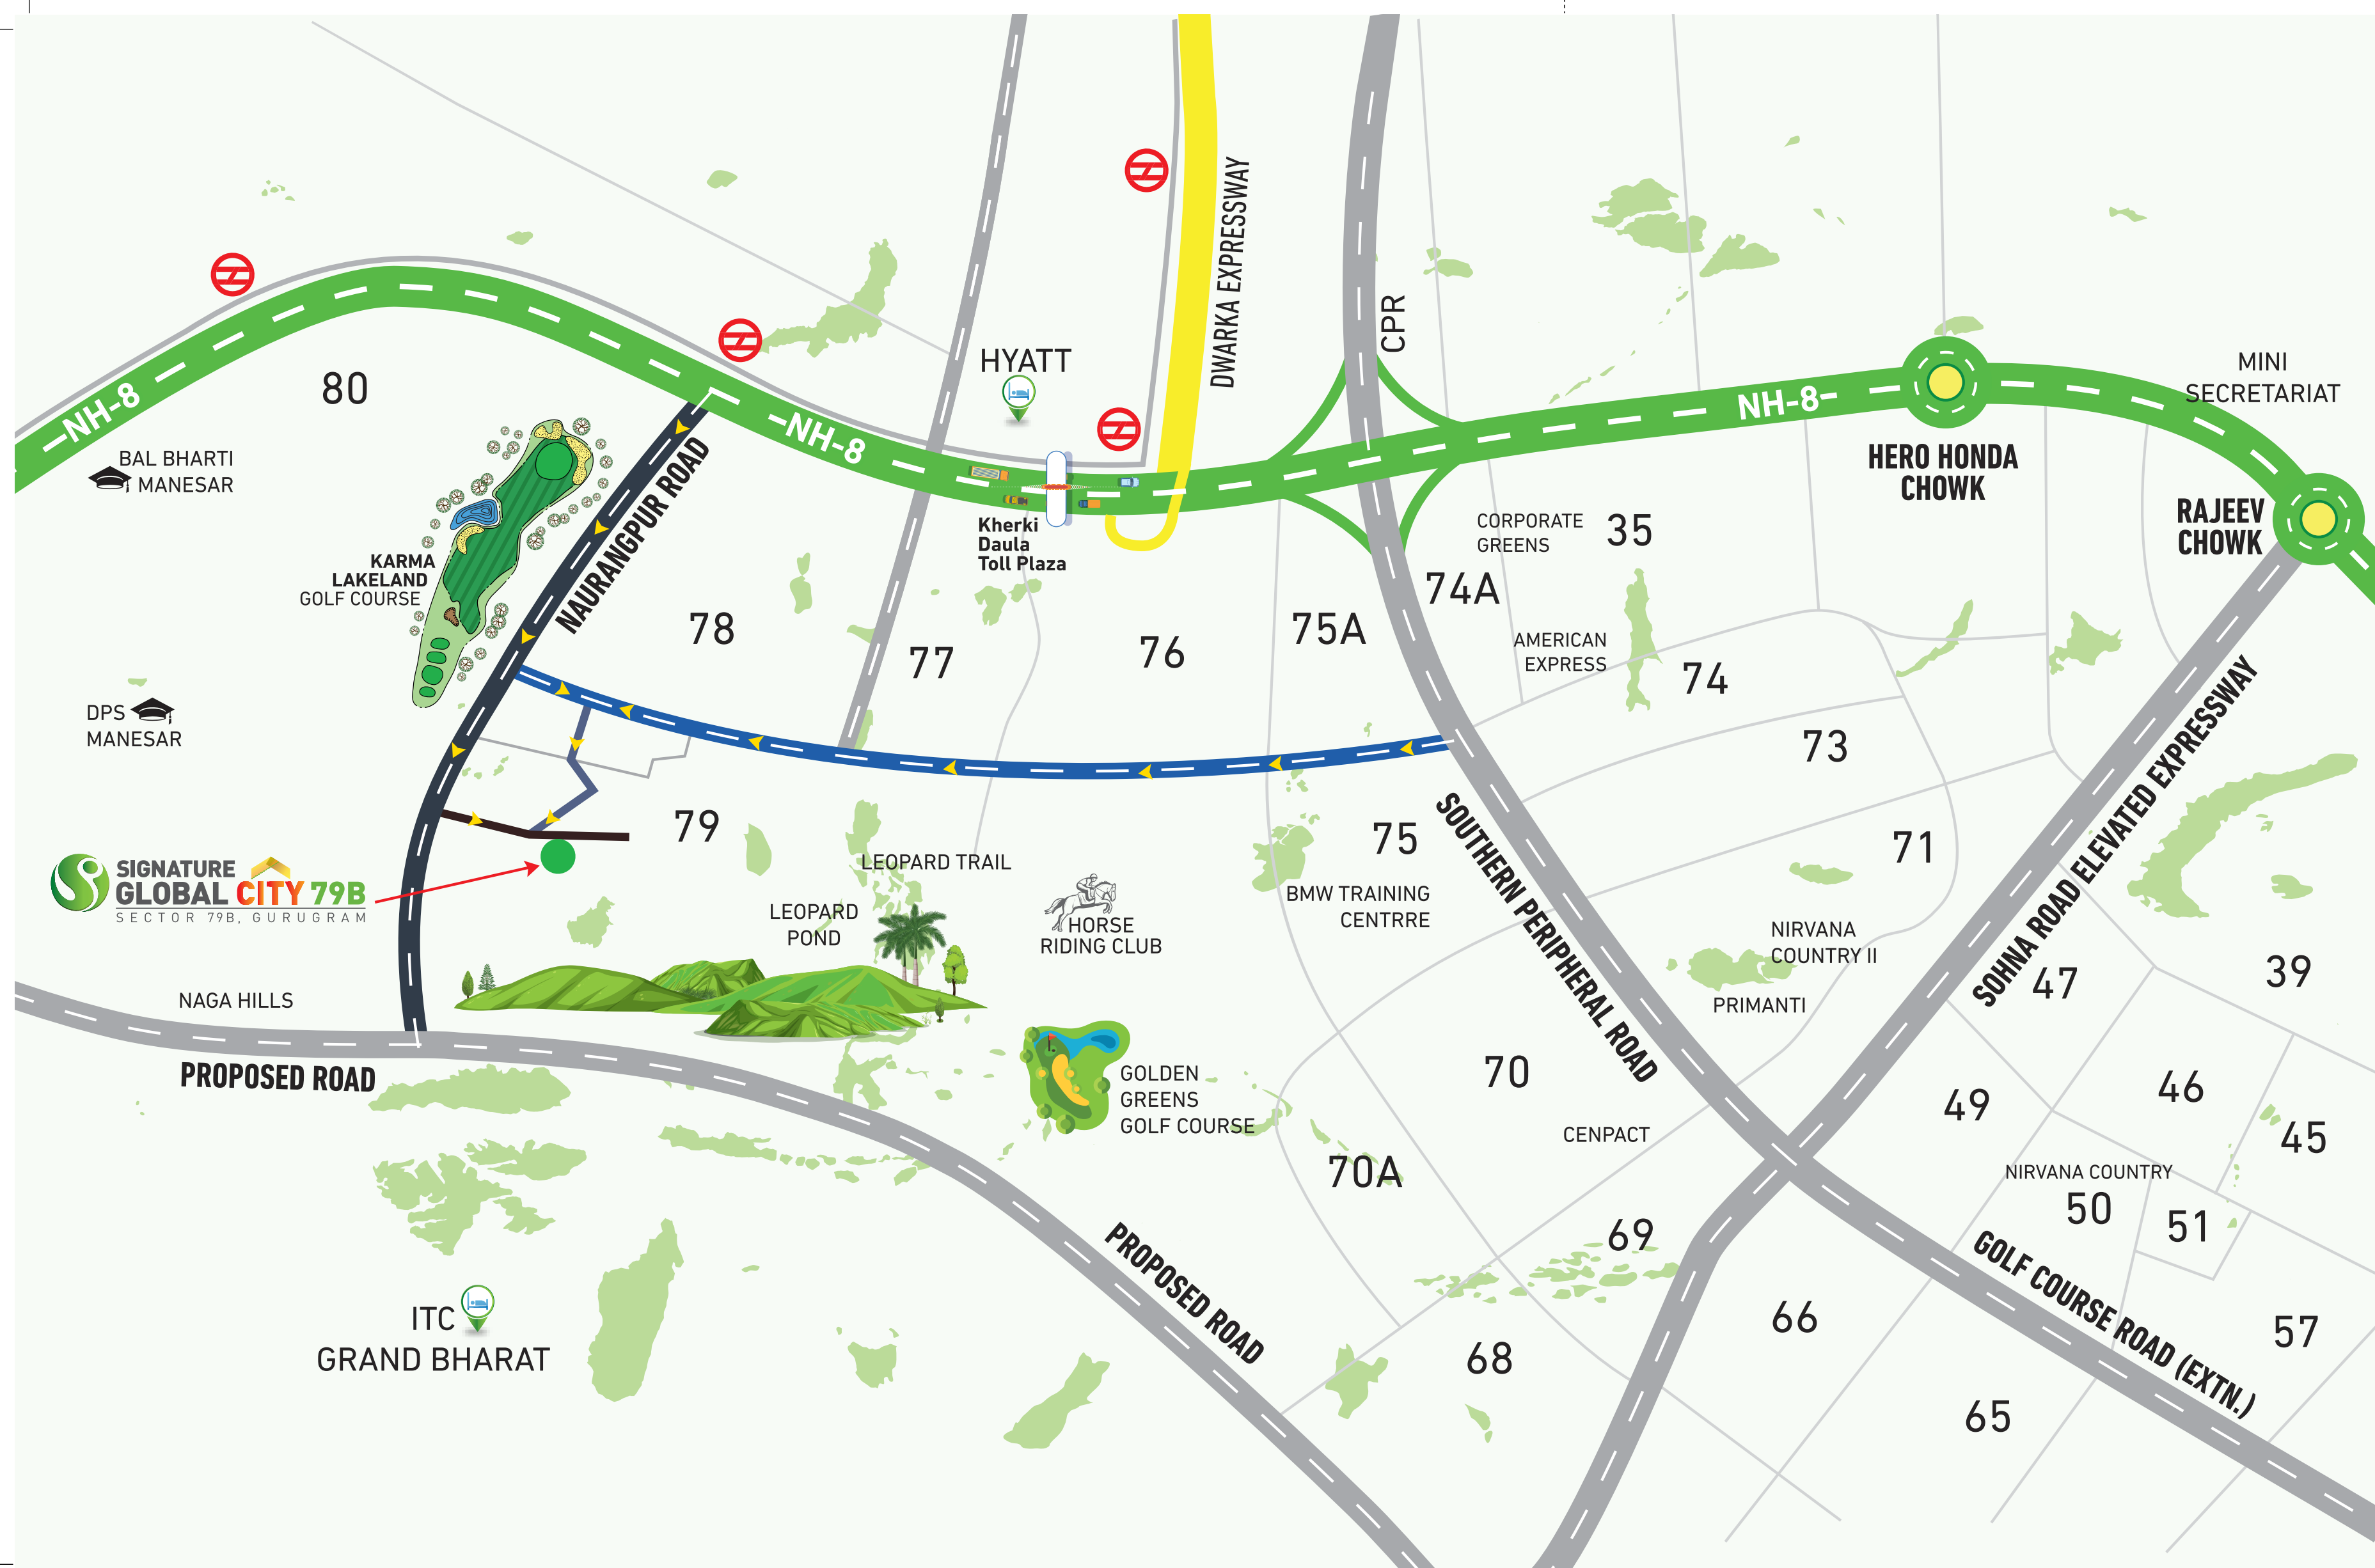 DWARKA EXPRESSWAY
CPR
HYATT
MINI
SECRETARIAT
80
NH-8
NH-8
NH-8
HERO HONDA
CHOWK
RAJEEV
CHOWK
BAL BHARTI
MANESAR
NAURANGPUR ROAD
KARMA
LAKELAND
GOLF COURSE
Kherki
Daula
Toll Plaza
CORPORATE
GREENS
35
74A
78
77
76
75A
AMERICAN
EXPRESS
74
DPS
MANESAR
73
79
75
71
SOUTHERN PERIPHERAL ROAD
SOHNA ROAD ELEVATED EXPRESSWAY
SIGNATURE
GLOBAL CITY 79B
SECTOR 79B, GURUGRAM
LEOPARD TRAIL
LEOPARD
POND
HORSE
RIDING CLUB
BMW TRAINING
CENTRRE
NIRVANA
COUNTRY II
PRIMANTI
47
39
NAGA HILLS
PROPOSED ROAD
GOLDEN
GREENS
GOLF COURSE
70
49
46
45
CENPACT
70A
NIRVANA COUNTRY
50
51
69
PROPOSED ROAD
GOLF COURSE ROAD (EXTN.)
ITC
GRAND BHARAT
66
57
68
65